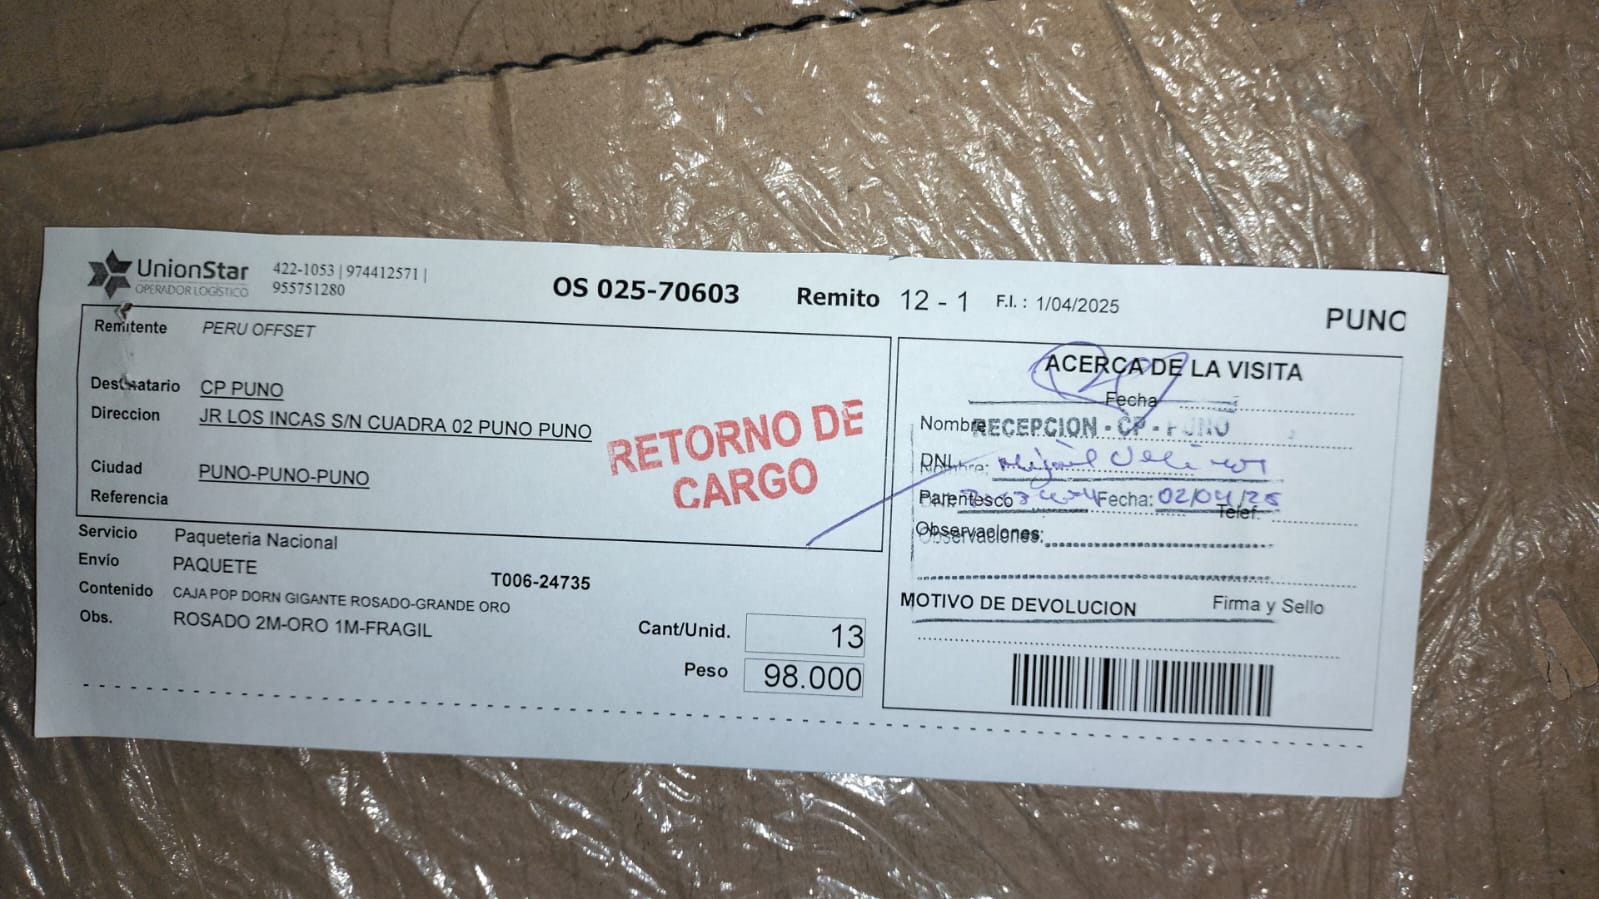 UnionStar
OPERADOR LOGÍSTICO
422-1053 | 974412571 |
955751280
OS 025-70603
Remito 12 - 1
F.I. : 1/04/2025
PUNO
Remitente PERU OFFSET
Destinatario CP PUNO
Direccion JR LOS INCAS S/N CUADRA 02 PUNO PUNO
Ciudad PUNO-PUNO-PUNO
Referencia
RETORNO DE
CARGO
Servicio Paqueteria Nacional
Envío PAQUETE
T006-24735
Contenido CAJA POP DORN GIGANTE ROSADO-GRANDE ORO
Obs. ROSADO 2M-ORO 1M-FRAGIL
Cant/Unid. 13
Peso 98.000
ACERCA DE LA VISITA
Fecha
Nombre
RECEPCION - CP - PUNO
DNI
Nombre:
Parentesco
Fecha: 02/04/25
Telef.
Observaciones
Observaciones:
MOTIVO DE DEVOLUCION
Firma y Sello